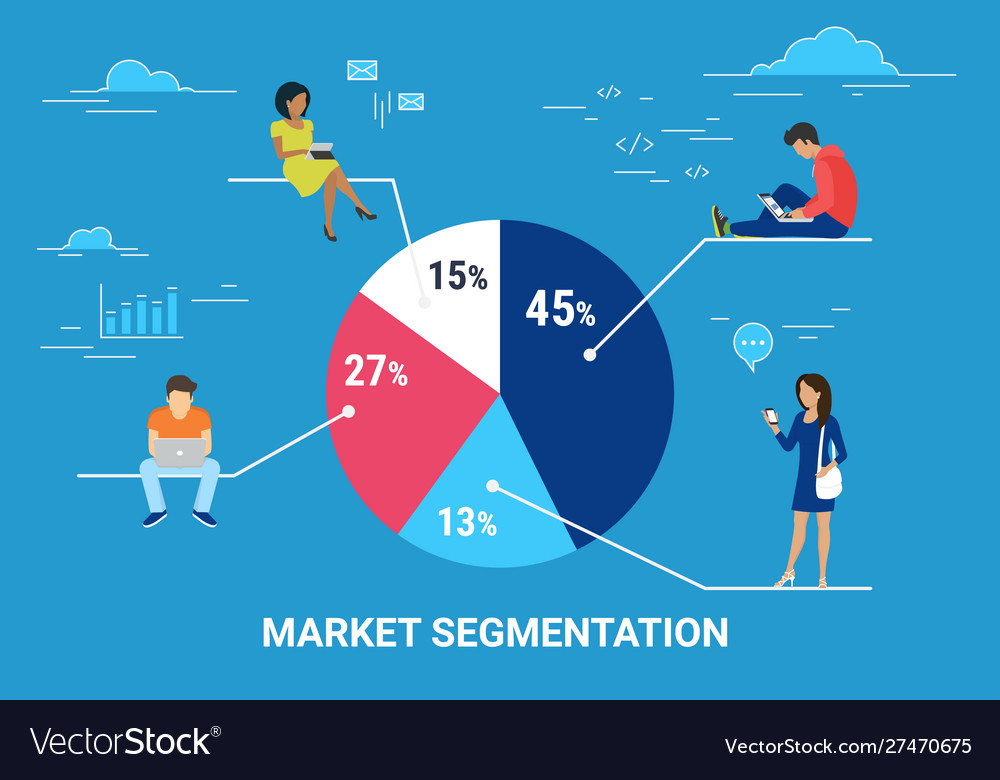 </>
</>
</>
15%
45%
27%
13%
MARKET SEGMENTATION
VectorStock®
VectorStock.com/27470675